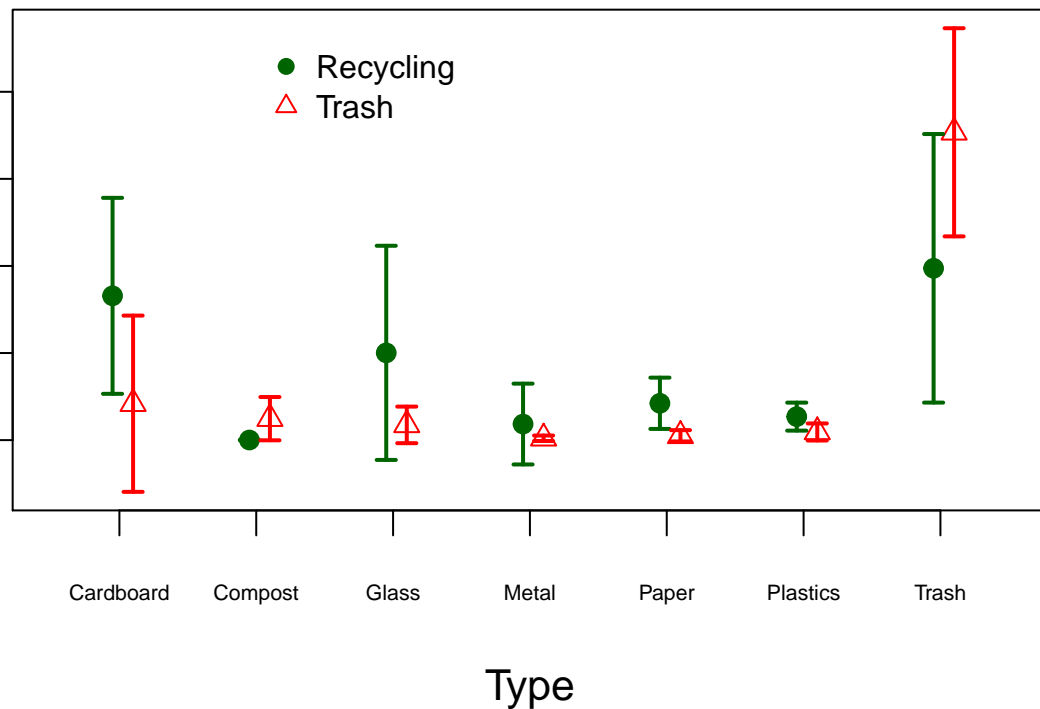 Recycling
Trash
Cardboard Compost Glass Metal Paper Plastics Trash
Type